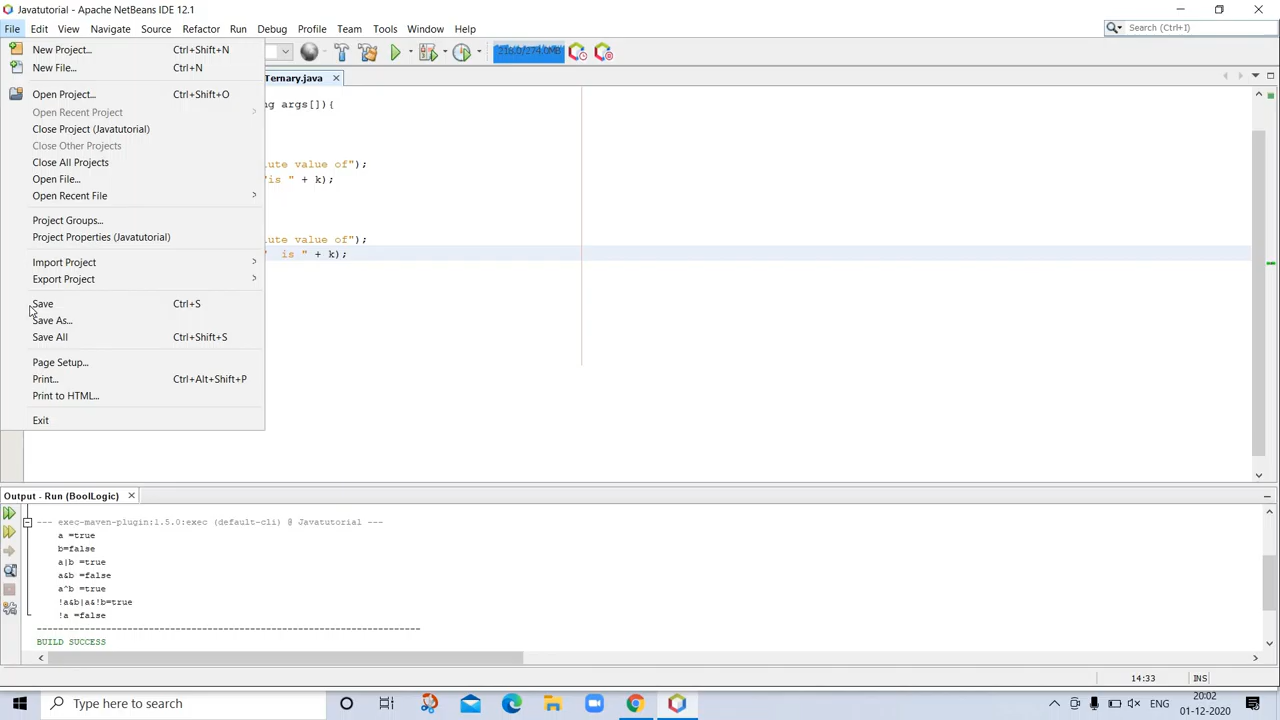 Javatutorial - Apache NetBeans IDE 12.1
File Edit View Navigate Source Refactor Run Debug Profile Team Tools Window Help
Search (Ctrl+I)
New Project... Ctrl+Shift+N
New File... Ctrl+N
Open Project... Ctrl+Shift+O
Open Recent Project
Close Project (Javatutorial)
Close Other Projects
Close All Projects
Open File...
Open Recent File
Project Groups...
Project Properties (Javatutorial)
Import Project
Export Project
Save Ctrl+S
Save As...
Save All Ctrl+Shift+S
Page Setup...
Print... Ctrl+Alt+Shift+P
Print to HTML...
Exit
Ternary.java
ng args[]){
ute value of");
"is " + k);
ute value of");
" is " + k);
Output - Run (BoolLogic)
--- exec-maven-plugin:1.5.0:exec (default-cli) @ Javatutorial ---
a =true
b=false
a|b =true
a&b =false
a^b =true
!a&b|a&!b=true
!a =false
------------------------------------------------------------------------
BUILD SUCCESS
14:33 INS
Type here to search
ENG
20:02
01-12-2020